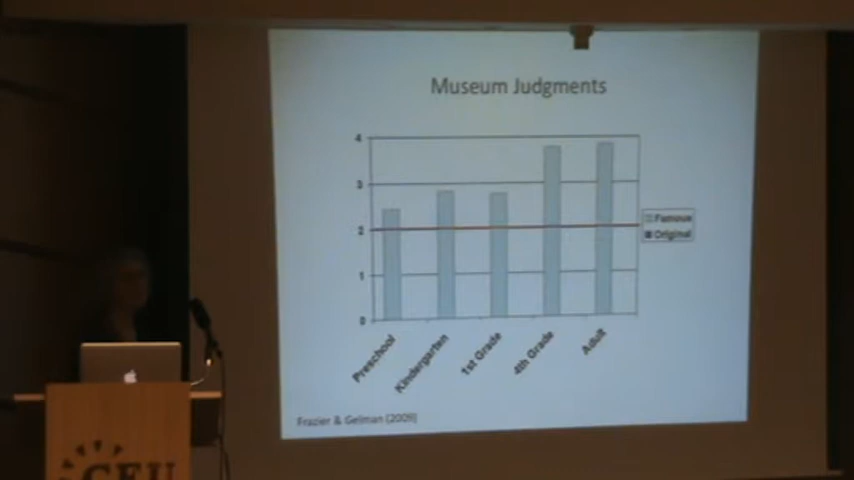 Museum Judgments
4
3
2
1
0
Preschool
Kindergarten
1st Grade
4th Grade
Adult
Famous
Original
Frazier & Gelman (2009)
CEU